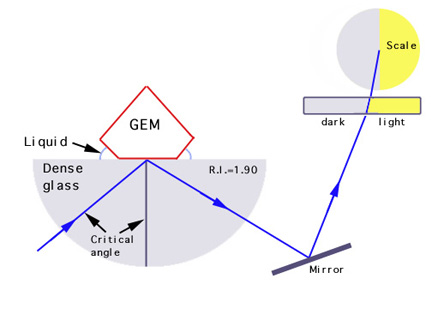 Scale
dark
light
GEM
Liquid
Dense
glass
R.I.=1.90
Critical
angle
Mirror